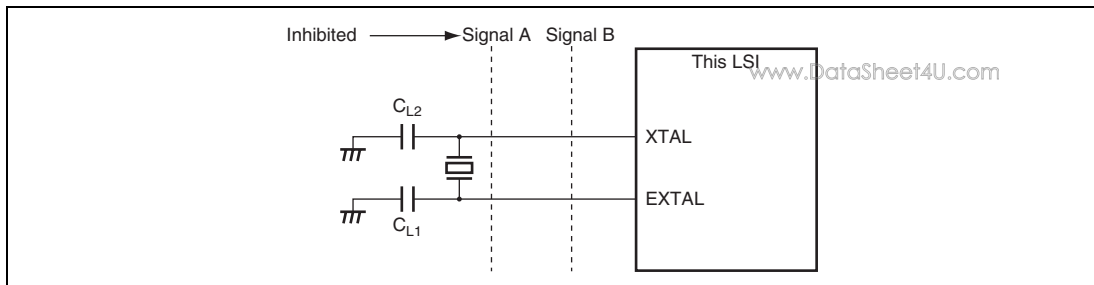 Inhibited Signal A Signal B
This LSI
www.DataSheet4U.com
CL2
XTAL
EXTAL
CL1